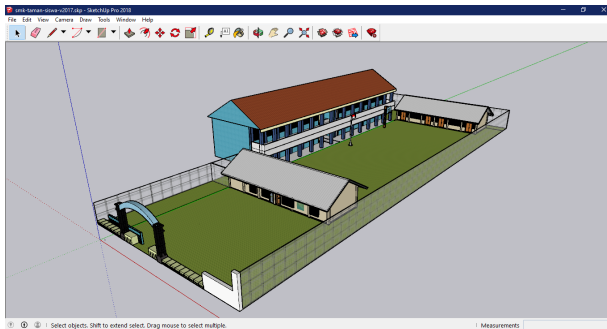 smk-taman-siswa-v2017.skp - SketchUp Pro 2018
File Edit View Camera Draw Tools Window Help
Select objects. Shift to extend select. Drag mouse to select multiple.
Measurements